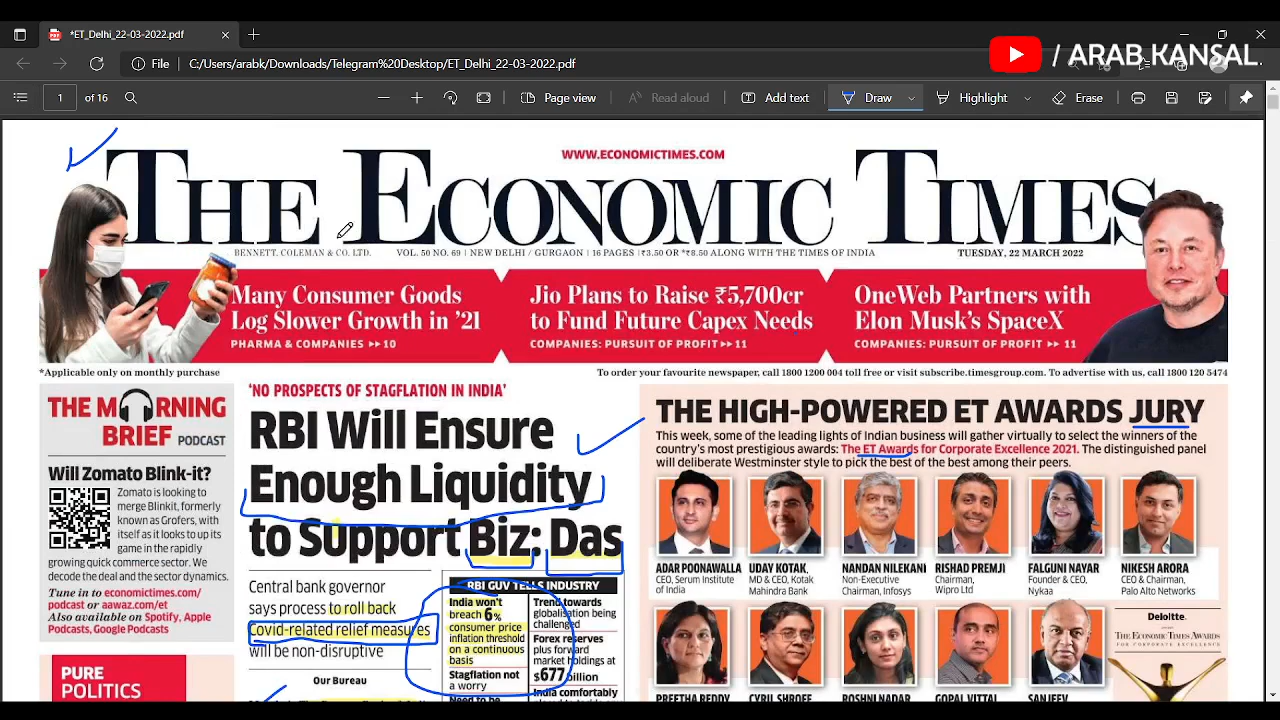 *ET_Delhi_22-03-2022.pdf
/ ARAB KANSAL
File C:/Users/arabk/Downloads/Telegram%20Desktop/ET_Delhi_22-03-2022.pdf
1 of 16 Page view Read aloud Add text Draw Highlight Erase
WWW.ECONOMICTIMES.COM
THE ECONOMIC TIMES
BENNETT, COLEMAN & CO. LTD. VOL. 50 NO. 69 | NEW DELHI / GURGAON | 16 PAGES | ₹3.50 OR *₹8.50 ALONG WITH THE TIMES OF INDIA TUESDAY, 22 MARCH 2022
Many Consumer Goods
Log Slower Growth in '21
PHARMA & COMPANIES ▸▸ 10
Jio Plans to Raise ₹5,700cr
to Fund Future Capex Needs
COMPANIES: PURSUIT OF PROFIT ▸▸ 11
OneWeb Partners with
Elon Musk's SpaceX
COMPANIES: PURSUIT OF PROFIT ▸▸ 11
*Applicable only on monthly purchase
To order your favourite newspaper, call 1800 1200 004 toll free or visit subscribe.timesgroup.com. To advertise with us, call 1800 120 5474
THE MORNING
BRIEF PODCAST
Will Zomato Blink-it?
Zomato is looking to
merge Blinkit, formerly
known as Grofers, with
itself as it looks to up its
game in the rapidly
growing quick commerce sector. We
decode the deal and the sector dynamics.
Tune in to economictimes.com/
podcast or aawaz.com/et
Also available on Spotify, Apple
Podcasts, Google Podcasts
PURE
POLITICS
'NO PROSPECTS OF STAGFLATION IN INDIA'
RBI Will Ensure
Enough Liquidity
to Support Biz: Das
Central bank governor
says process to roll back
Covid-related relief measures
will be non-disruptive
Our Bureau
RBI GUV TELLS INDUSTRY
India won't
breach 6%
consumer price
inflation threshold
on a continuous
basis
Stagflation not
a worry
Trend towards
globalisation being
challenged
Forex reserves
plus forward
market holdings at
$677 billion
India comfortably
THE HIGH-POWERED ET AWARDS JURY
This week, some of the leading lights of Indian business will gather virtually to select the winners of the
country's most prestigious awards: The ET Awards for Corporate Excellence 2021. The distinguished panel
will deliberate Westminster style to pick the best of the best among their peers.
ADAR POONAWALLA
CEO, Serum Institute
of India
UDAY KOTAK,
MD & CEO, Kotak
Mahindra Bank
NANDAN NILEKANI
Non-Executive
Chairman, Infosys
RISHAD PREMJI
Chairman,
Wipro Ltd
FALGUNI NAYAR
Founder & CEO,
Nykaa
NIKESH ARORA
CEO & Chairman,
Palo Alto Networks
Deloitte.
THE ECONOMIC TIMES AWARDS
FOR CORPORATE EXCELLENCE
PREETHA REDDY
CYRIL SHROFF
ROSHNI NADAR
GOPAL VITTAL
SANJEEV